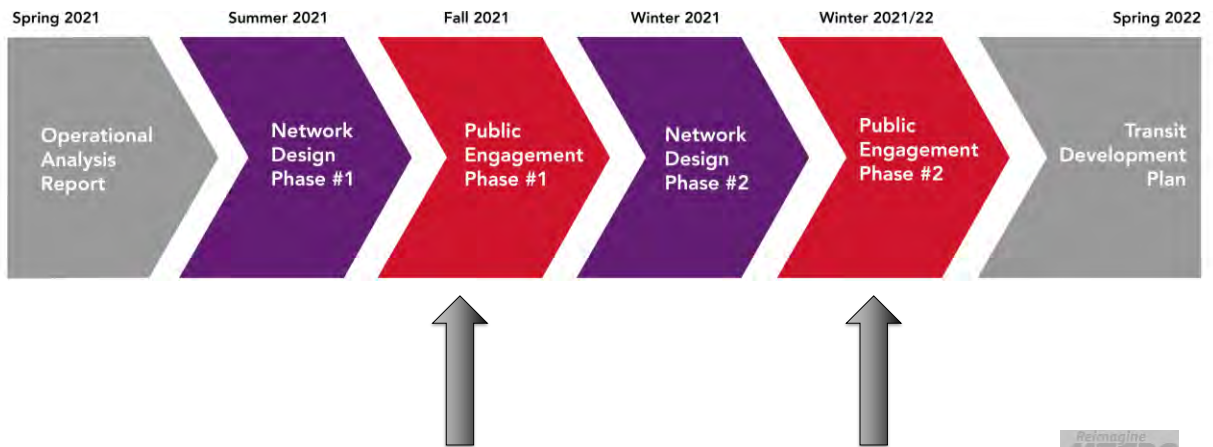 Spring 2021
Summer 2021
Fall 2021
Winter 2021
Winter 2021/22
Spring 2022
Operational
Analysis
Report
Network
Design
Phase #1
Public
Engagement
Phase #1
Network
Design
Phase #2
Public
Engagement
Phase #2
Transit
Development
Plan
Reimagine